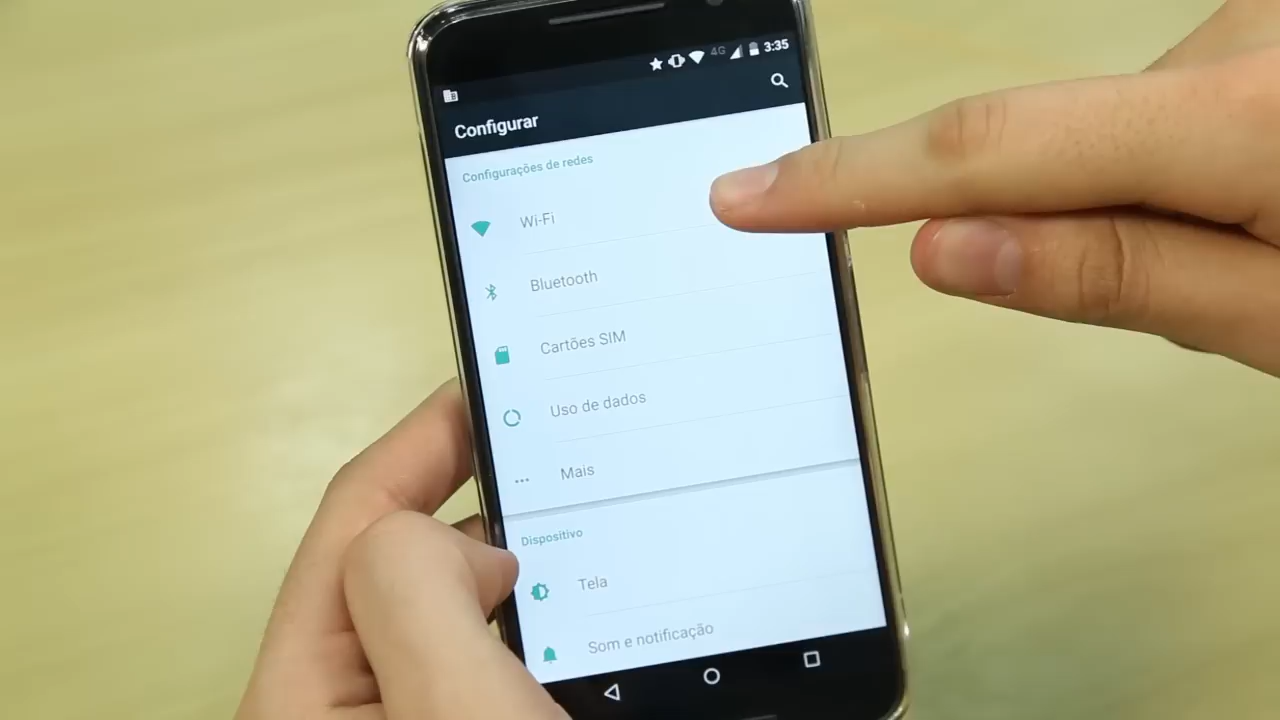 4G 3:35
Configurar
Configurações de redes
Wi-Fi
Bluetooth
Cartões SIM
Uso de dados
Mais
Dispositivo
Tela
Som e notificação